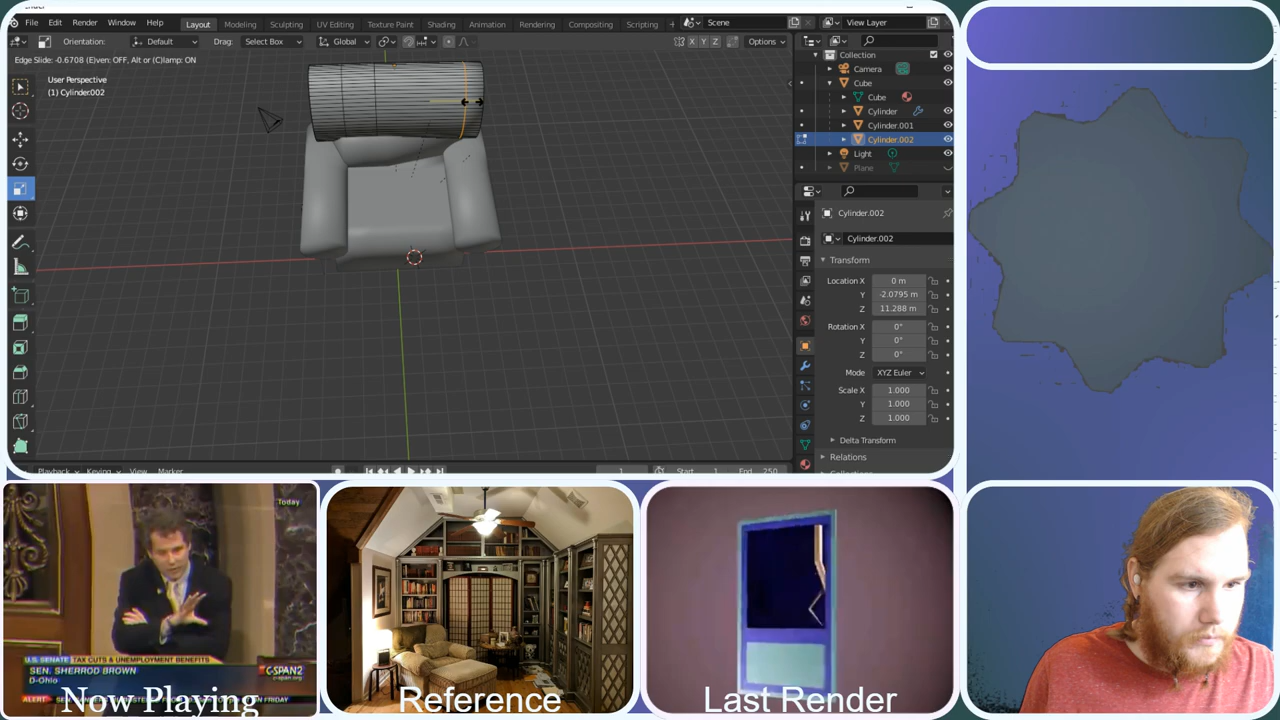 File Edit Render Window Help
Layout Modeling Sculpting UV Editing Texture Paint Shading Animation Rendering Compositing Scripting
Scene
View Layer
Orientation: Default Drag: Select Box Global X Y Z Options
Edge Slide: -0.6708 (Even: OFF, Alt or (C)lamp: ON
User Perspective
(1) Cylinder.002
Collection
Camera
Cube
Cube
Cylinder
Cylinder.001
Cylinder.002
Light
Plane
Cylinder.002
Cylinder.002
Transform
Location X 0 m
Y -2.0795 m
Z 11.288 m
Rotation X 0°
Y 0°
Z 0°
Mode XYZ Euler
Scale X 1.000
Y 1.000
Z 1.000
Delta Transform
Relations
Playback Keying View Marker 1 Start 1 End 250
Today
U.S. SENATE TAX CUTS & UNEMPLOYMENT BENEFITS
SEN. SHERROD BROWN
D-Ohio
C-SPAN2
c-span.org
ALERT
FRIDAY
Now Playing
Reference
Last Render